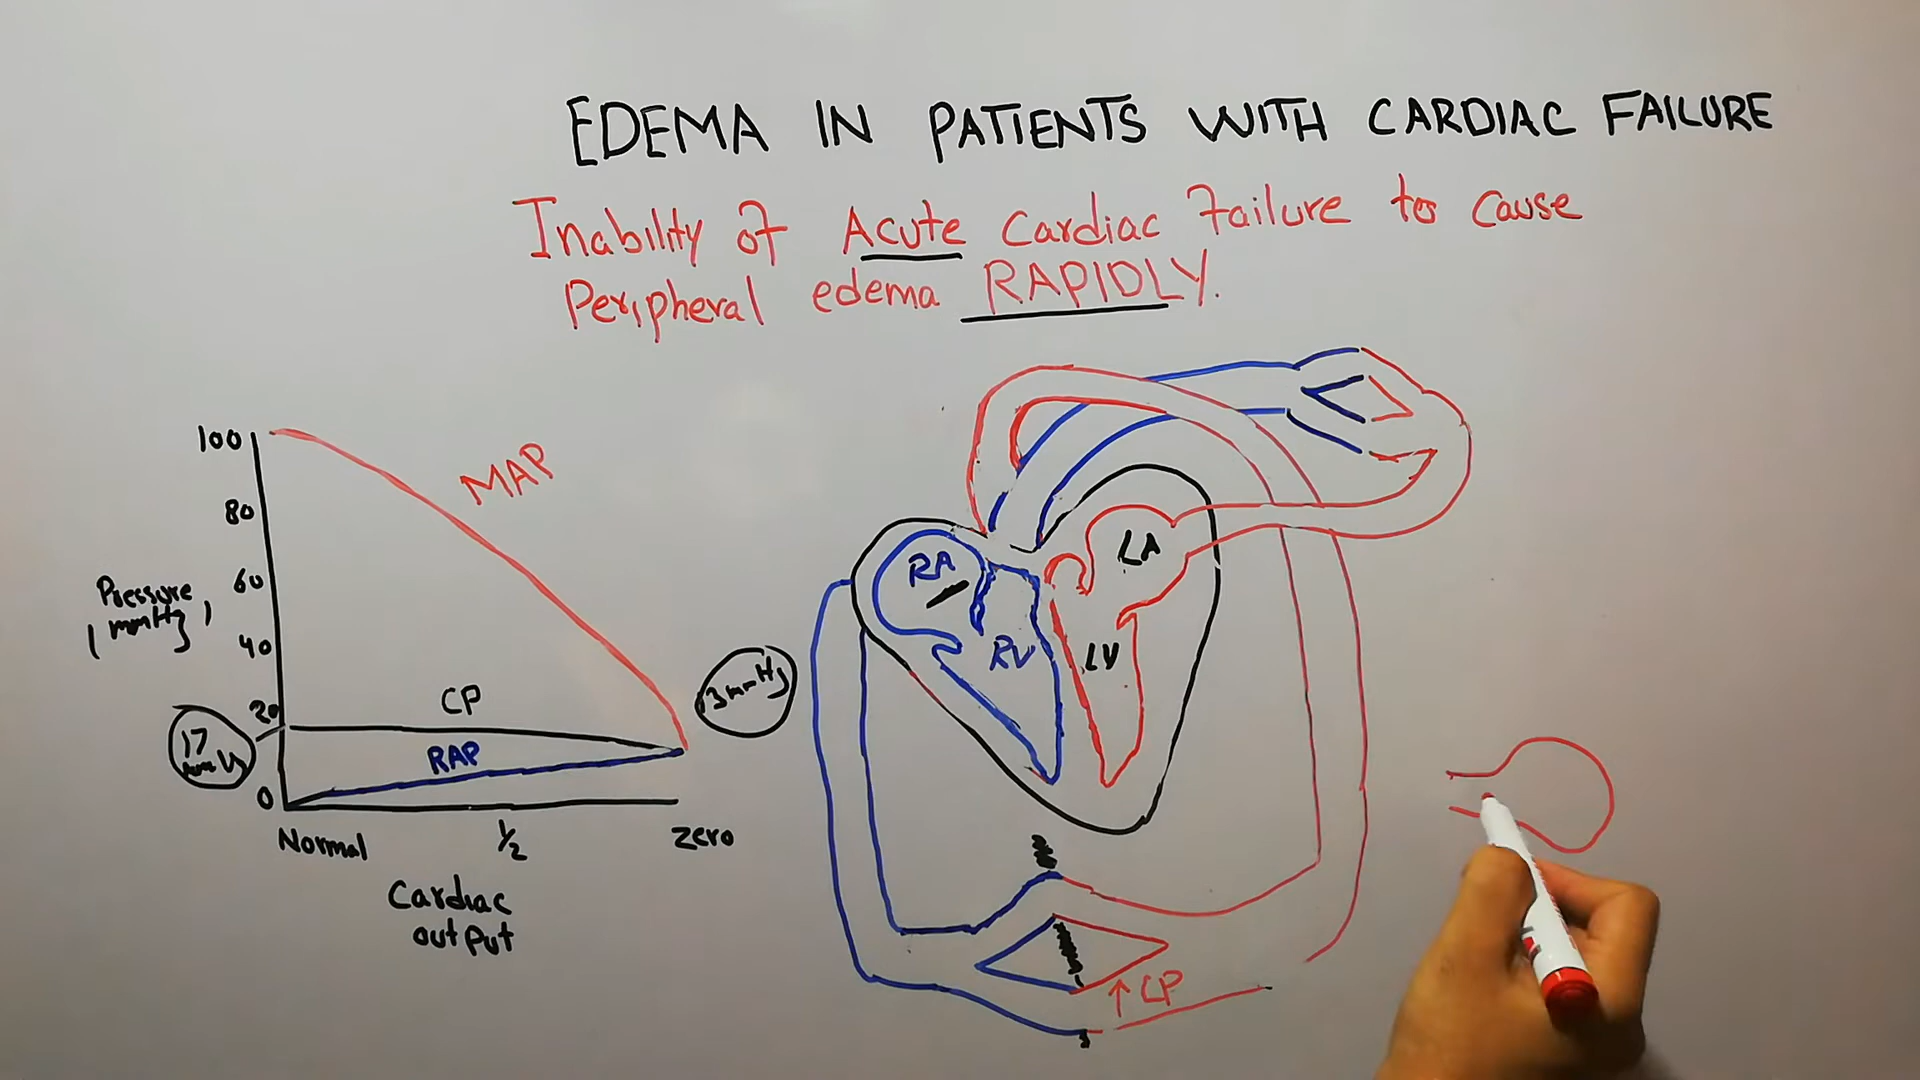 EDEMA IN PATIENTS WITH CARDIAC FAILURE
Inability of Acute Cardiac Failure to cause
Peripheral edema RAPIDLY.
100
80
60
40
20
0
Pressure
(mmHg)
17
mmHg
MAP
CP
RAP
13mmHg
Normal
1/2
zero
Cardiac
output
RA
RV
LA
LV
↑ CP